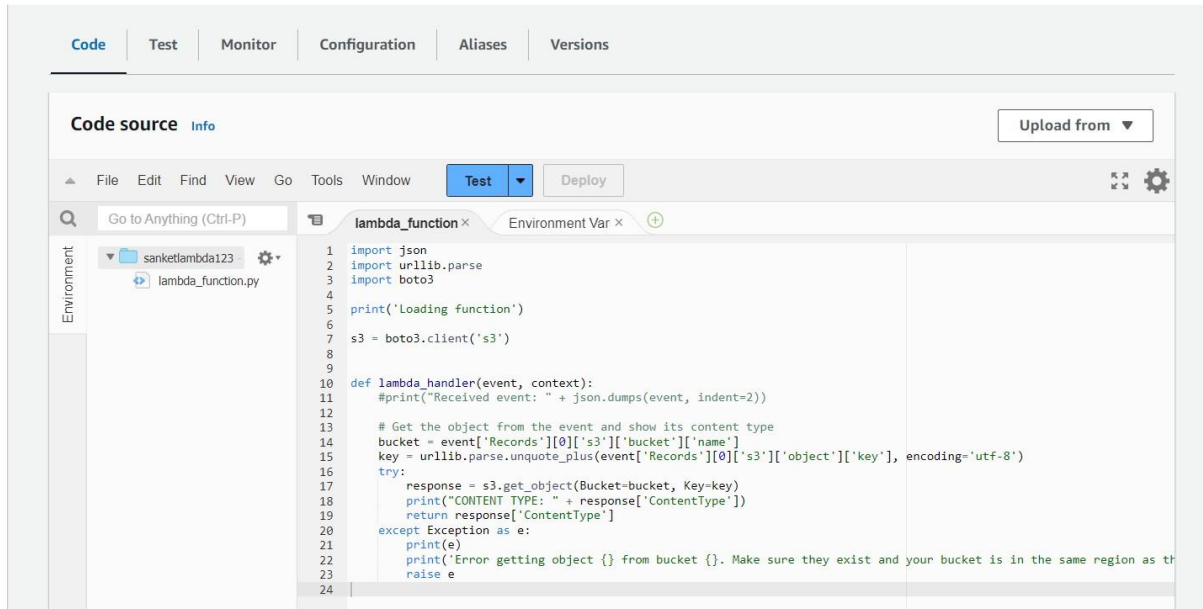 Code Test Monitor Configuration Aliases Versions
Code source Info
Upload from ▼
File Edit Find View Go Tools Window Test Deploy
Go to Anything (Ctrl-P)
lambda_function × Environment Var ×
Environment
sanketlambda123
lambda_function.py
1 import json
2 import urllib.parse
3 import boto3
4
5 print('Loading function')
6
7 s3 = boto3.client('s3')
8
9
10 def lambda_handler(event, context):
11     #print("Received event: " + json.dumps(event, indent=2))
12
13     # Get the object from the event and show its content type
14     bucket = event['Records'][0]['s3']['bucket']['name']
15     key = urllib.parse.unquote_plus(event['Records'][0]['s3']['object']['key'], encoding='utf-8')
16     try:
17         response = s3.get_object(Bucket=bucket, Key=key)
18         print("CONTENT TYPE: " + response['ContentType'])
19         return response['ContentType']
20     except Exception as e:
21         print(e)
22         print('Error getting object {} from bucket {}. Make sure they exist and your bucket is in the same region as th
23         raise e
24